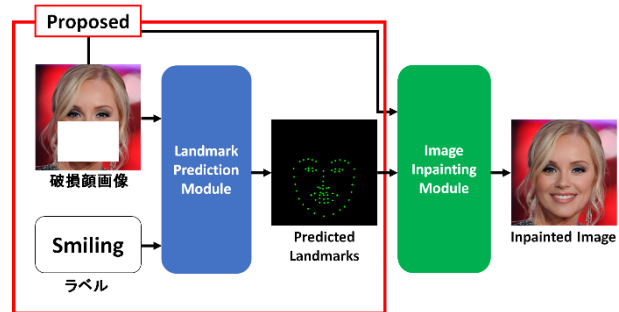 Proposed
破損顔画像
Smiling
ラベル
Landmark
Prediction
Module
Predicted
Landmarks
Image
Inpainting
Module
Inpainted Image